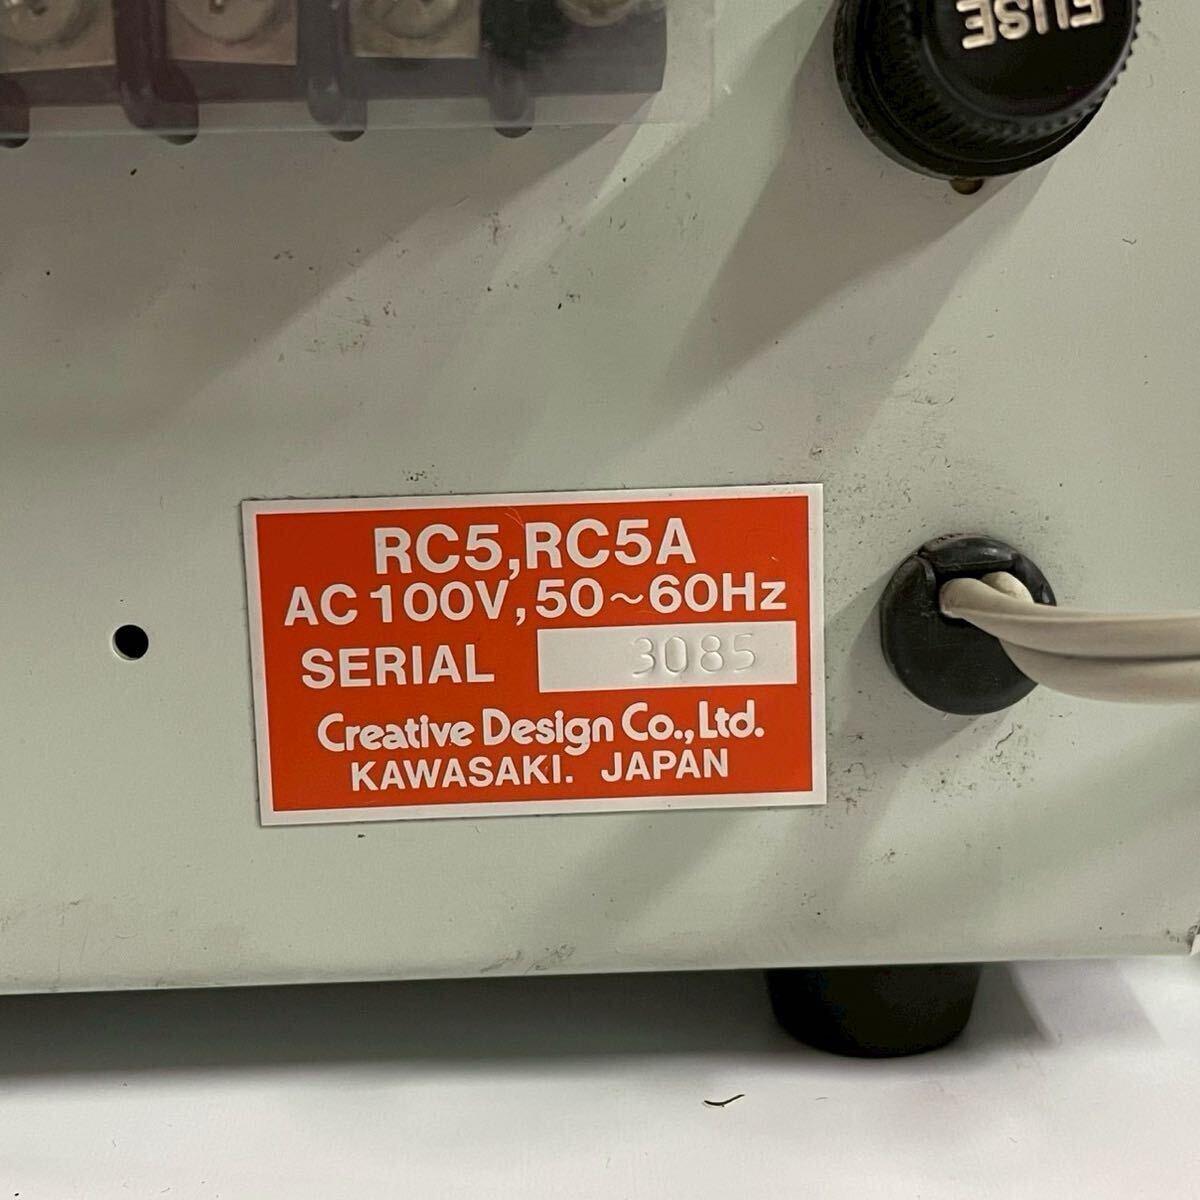 FUSE
RC5,RC5A
AC 100V, 50~60Hz
SERIAL 3085
Creative Design Co.,Ltd.
KAWASAKI. JAPAN